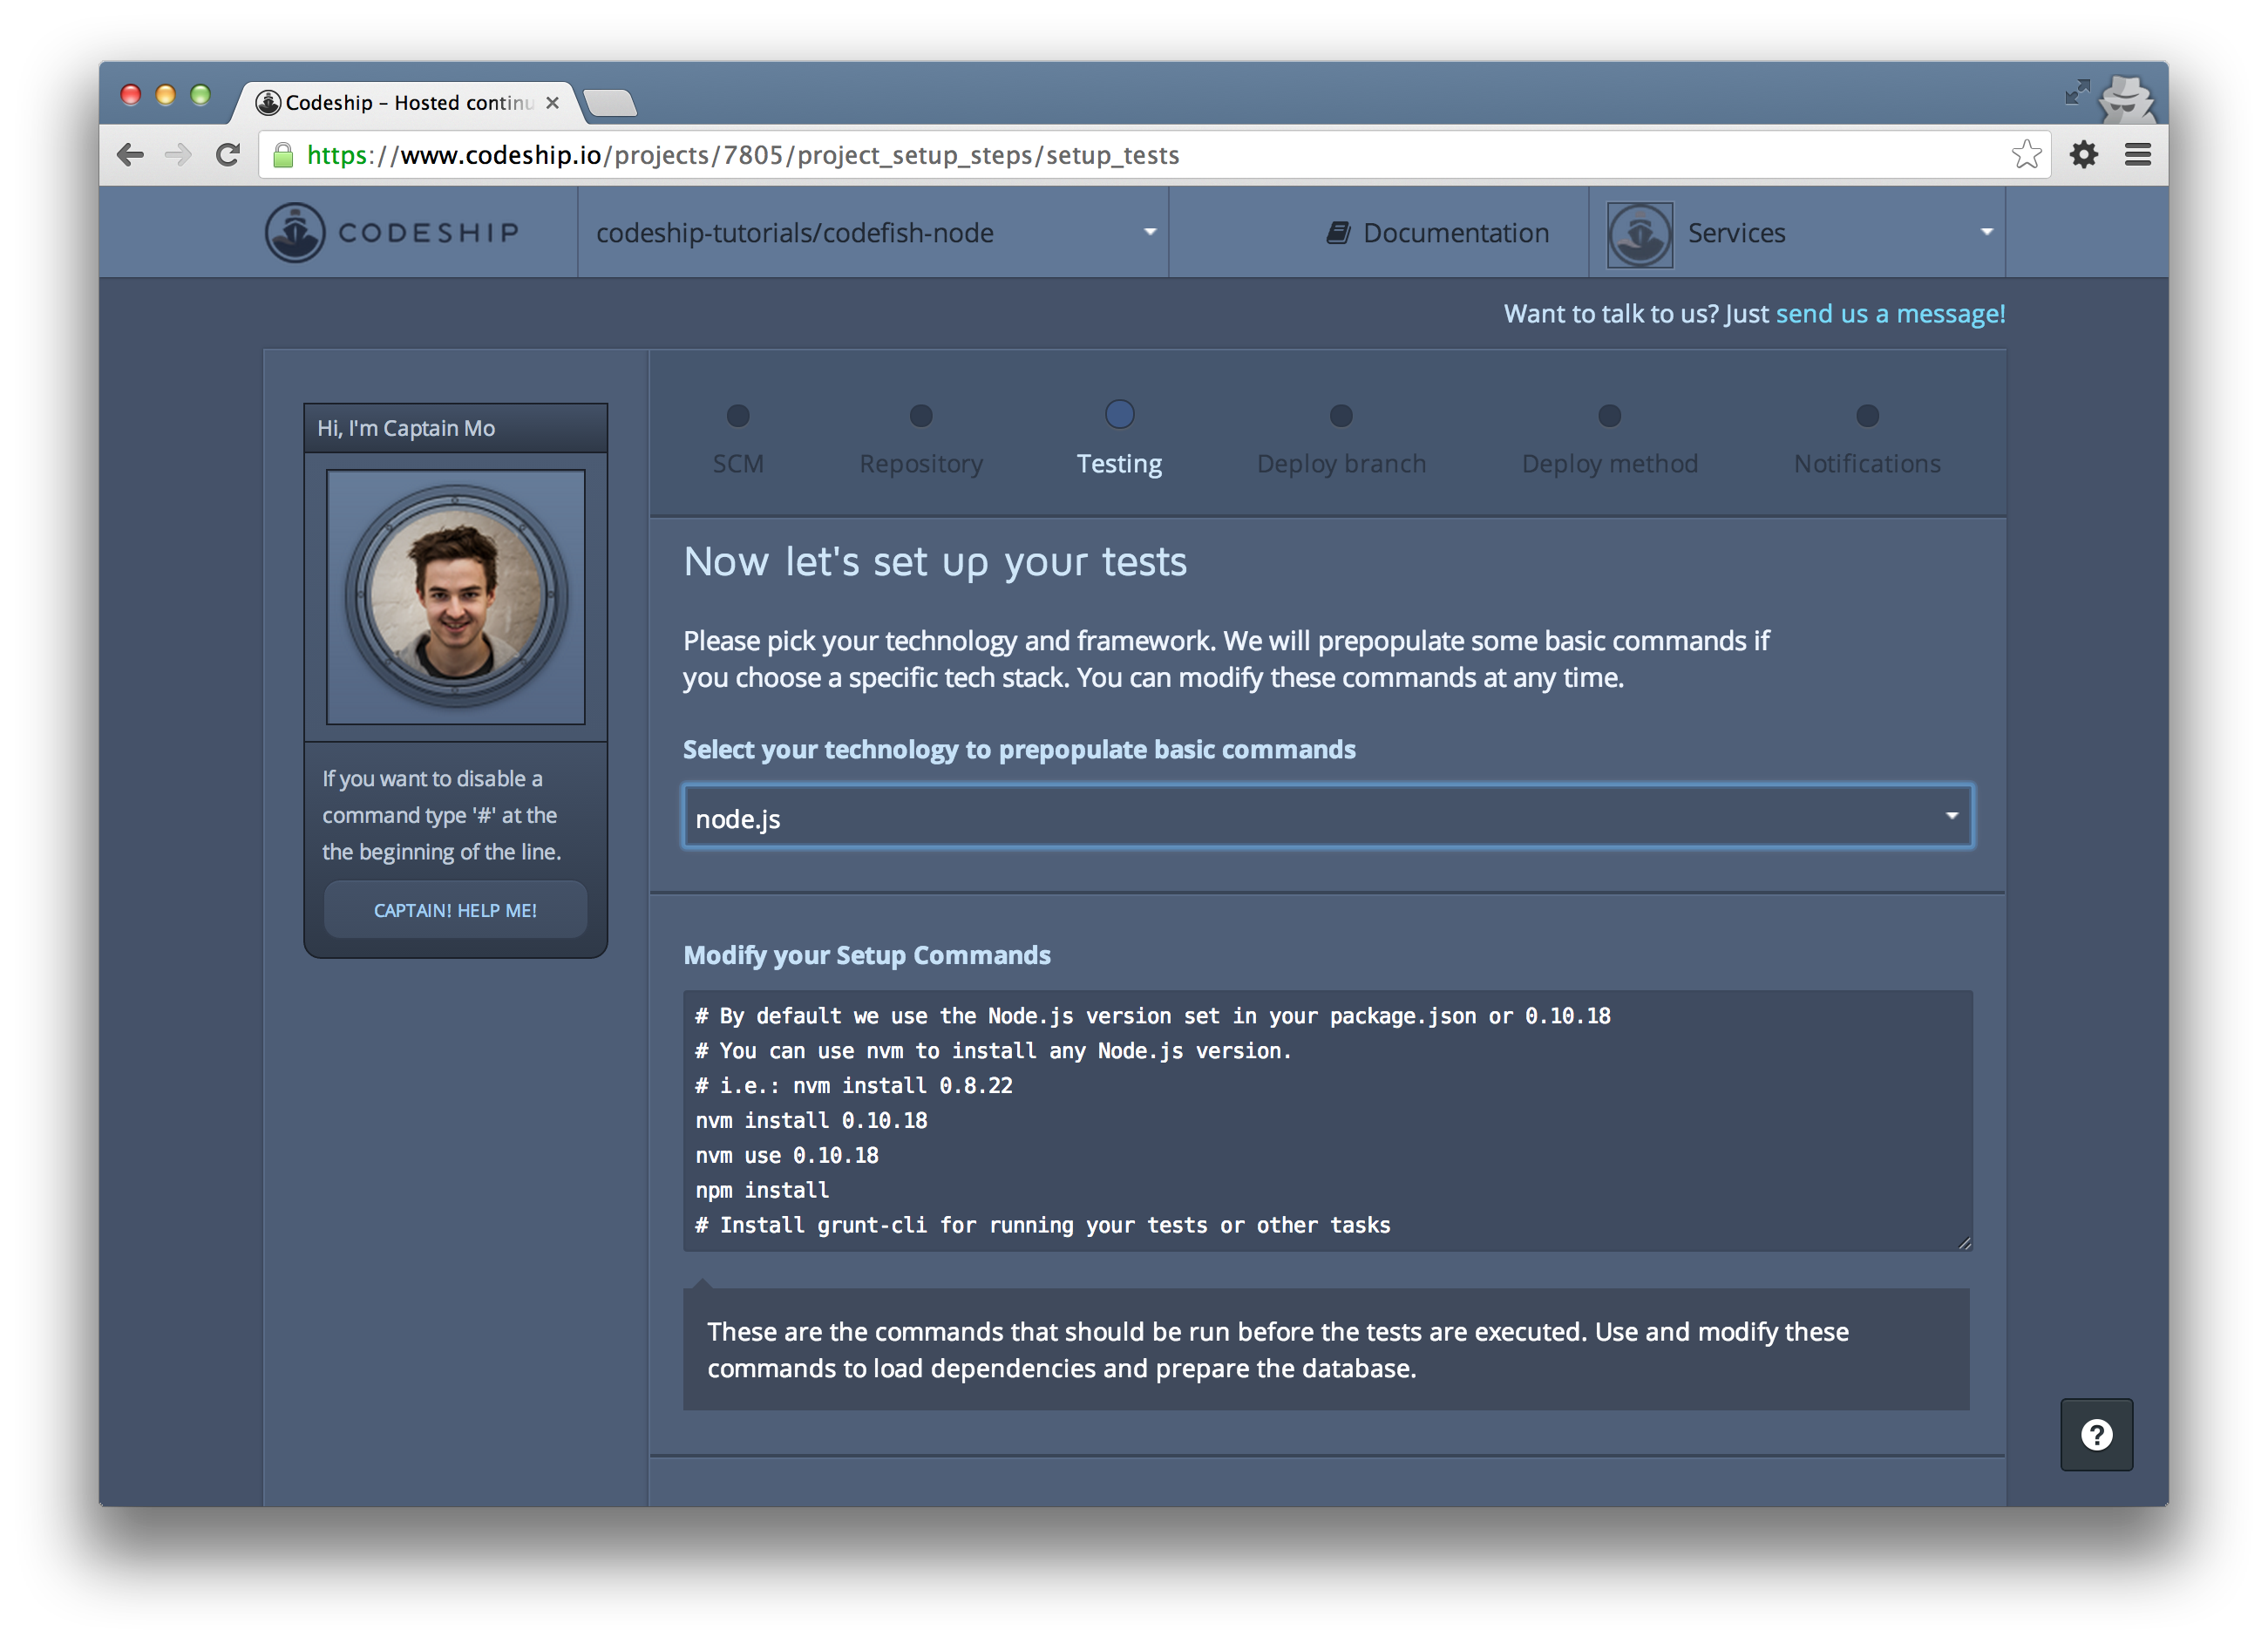 Codeship – Hosted continu
https://www.codeship.io/projects/7805/project_setup_steps/setup_tests
CODESHIP
codeship-tutorials/codefish-node
Documentation
Services
Want to talk to us? Just send us a message!
Hi, I'm Captain Mo
If you want to disable a
command type '#' at the
the beginning of the line.
CAPTAIN! HELP ME!
SCM
Repository
Testing
Deploy branch
Deploy method
Notifications
Now let's set up your tests
Please pick your technology and framework. We will prepopulate some basic commands if
you choose a specific tech stack. You can modify these commands at any time.
Select your technology to prepopulate basic commands
node.js
Modify your Setup Commands
# By default we use the Node.js version set in your package.json or 0.10.18
# You can use nvm to install any Node.js version.
# i.e.: nvm install 0.8.22
nvm install 0.10.18
nvm use 0.10.18
npm install
# Install grunt-cli for running your tests or other tasks
These are the commands that should be run before the tests are executed. Use and modify these
commands to load dependencies and prepare the database.
?